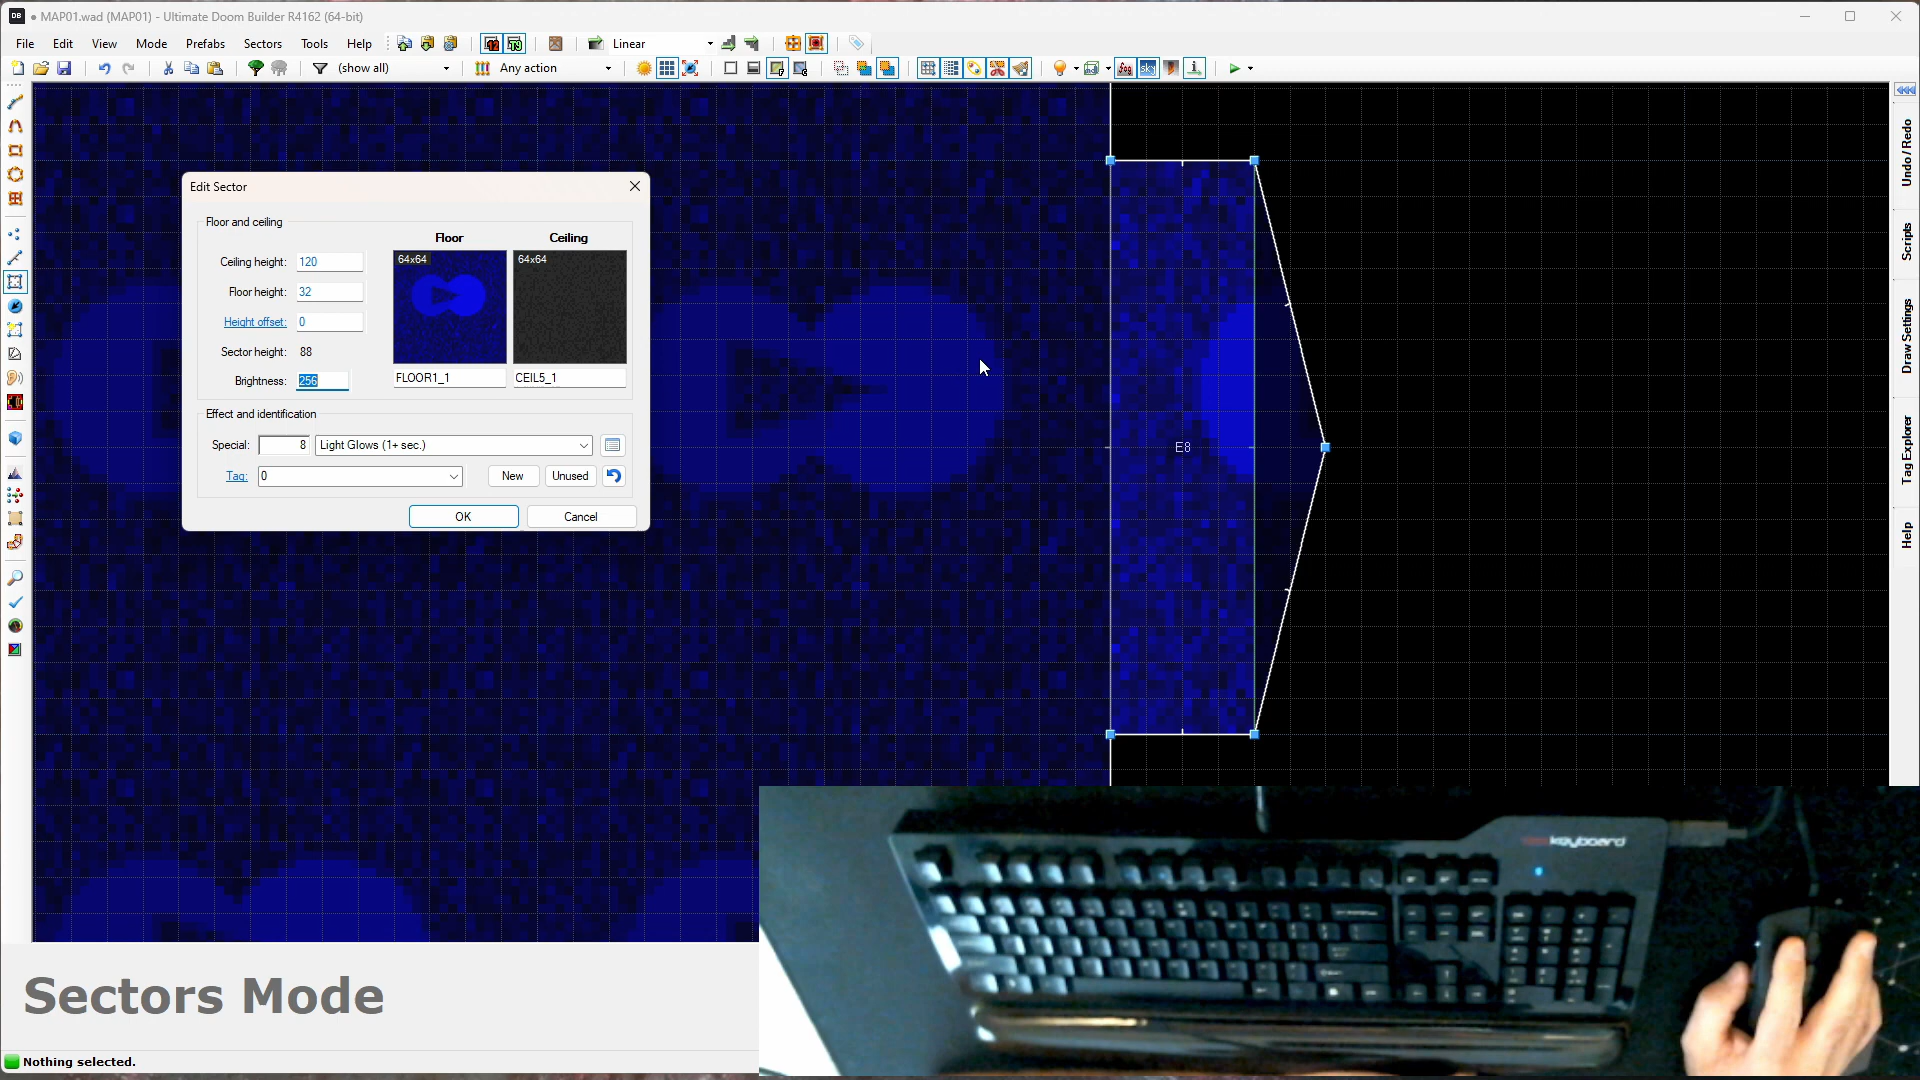 DB ● MAP01.wad (MAP01) - Ultimate Doom Builder R4162 (64-bit)
File Edit View Mode Prefabs Sectors Tools Help Linear
(show all) Any action
Undo / Redo
Scripts
Draw Settings
Tag Explorer
Help
Edit Sector
Floor and ceiling
Floor Ceiling
Ceiling height: 120
64x64 64x64
Floor height: 32
Height offset: 0
Sector height: 88
Brightness: 256
FLOOR1_1 CEIL5_1
Effect and identification
Special: 8 Light Glows (1+ sec.)
Tag: 0 New Unused
OK Cancel
E8
keyboard
Sectors Mode
Nothing selected.